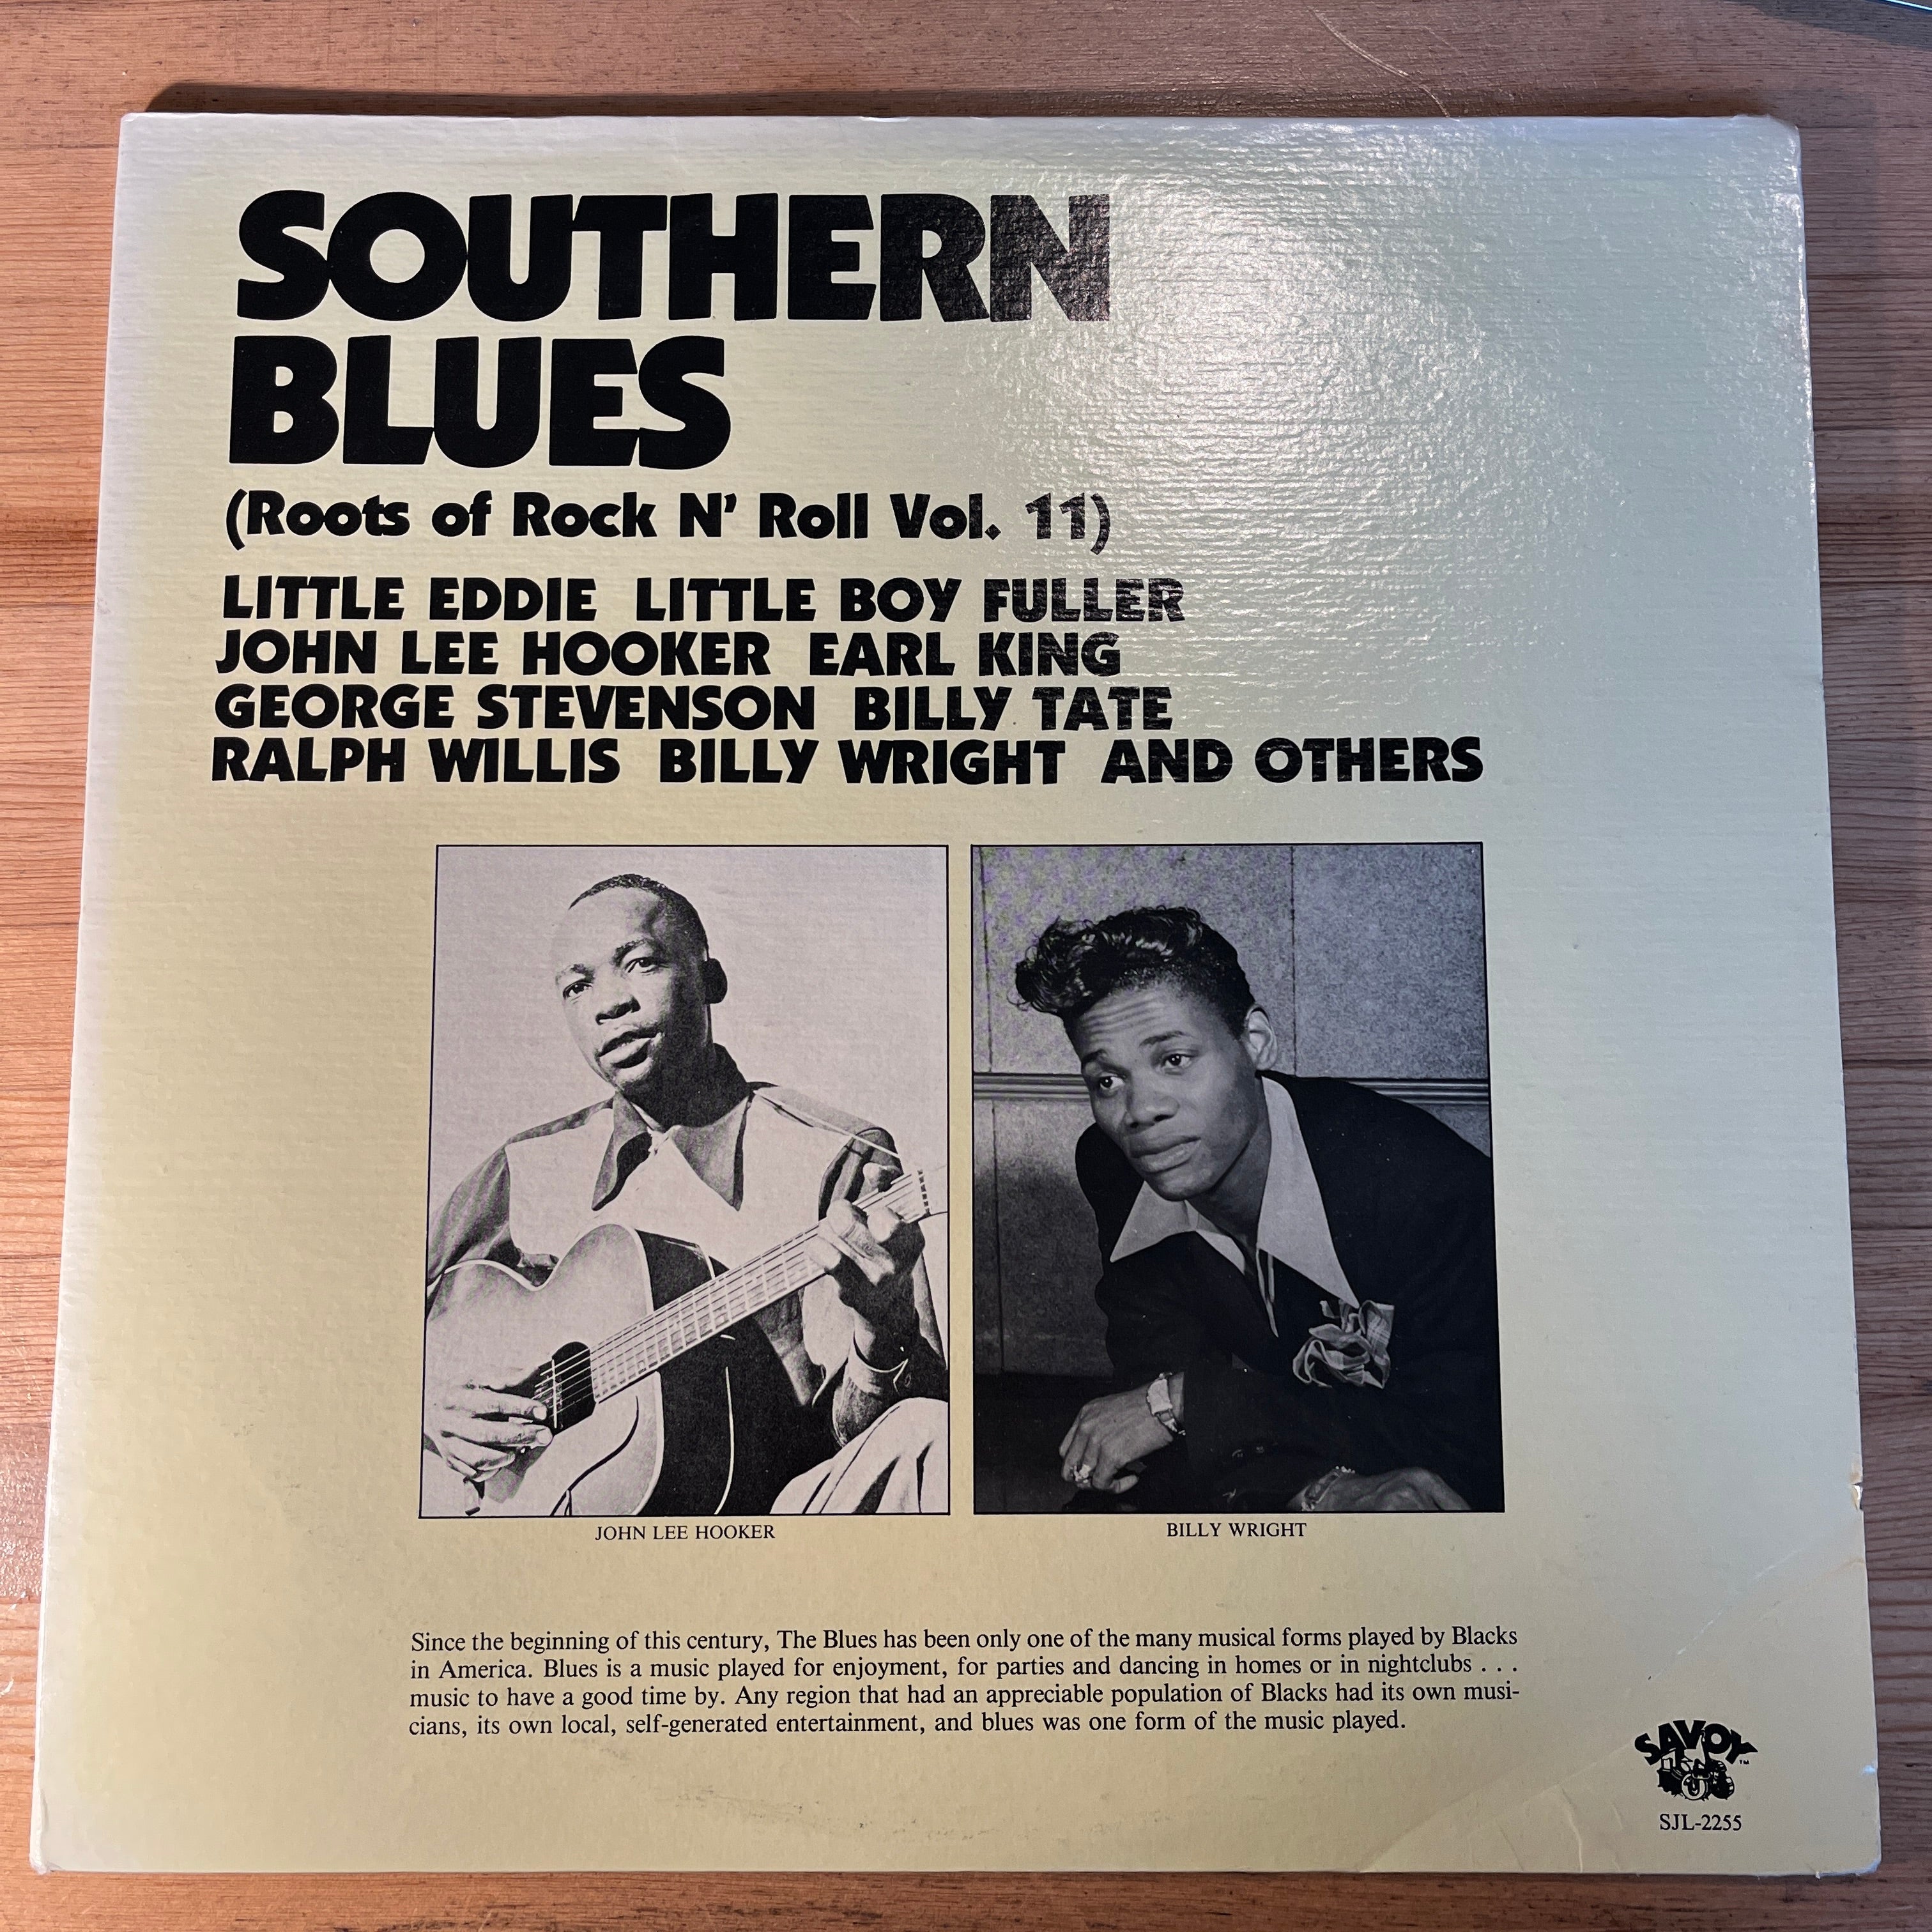 SOUTHERN
BLUES
(Roots of Rock N' Roll Vol. 11)
LITTLE EDDIE LITTLE BOY FULLER
JOHN LEE HOOKER EARL KING
GEORGE STEVENSON BILLY TATE
RALPH WILLIS BILLY WRIGHT AND OTHERS
JOHN LEE HOOKER
BILLY WRIGHT
Since the beginning of this century, The Blues has been only one of the many musical forms played by Blacks
in America. Blues is a music played for enjoyment, for parties and dancing in homes or in nightclubs . . .
music to have a good time by. Any region that had an appreciable population of Blacks had its own musi-
cians, its own local, self-generated entertainment, and blues was one form of the music played.
SAVOY™
SJL-2255